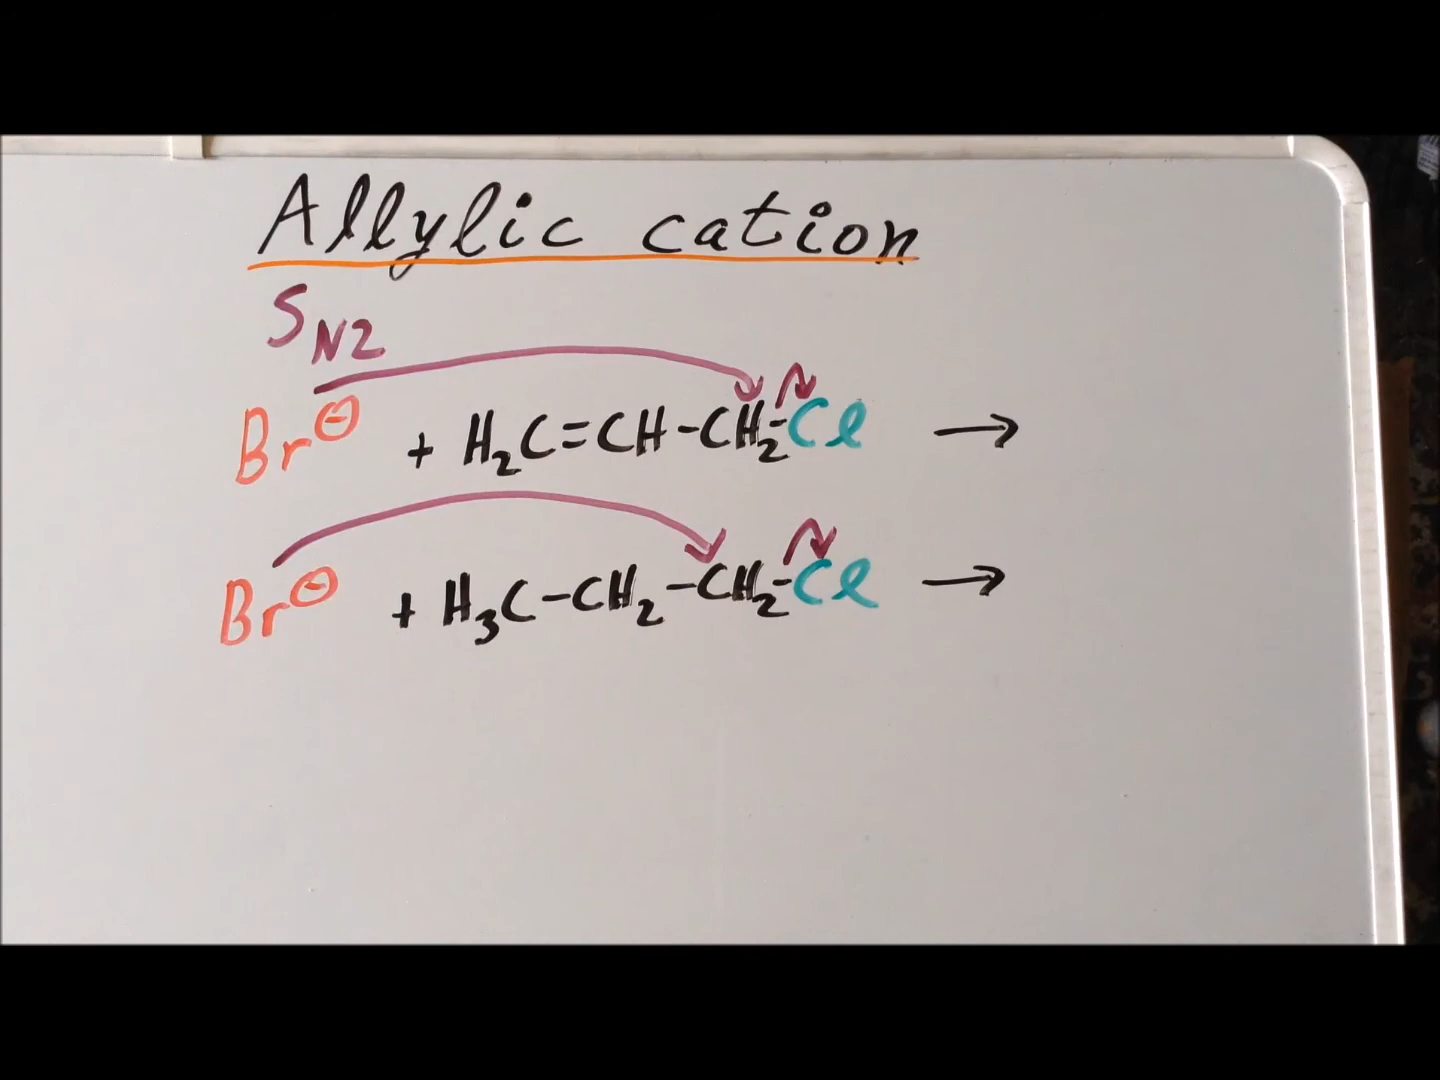 Allylic cation
SN2
Br⊖ + H₂C=CH-CH₂-Cl →
Br⊖ + H₃C-CH₂-CH₂-Cl →